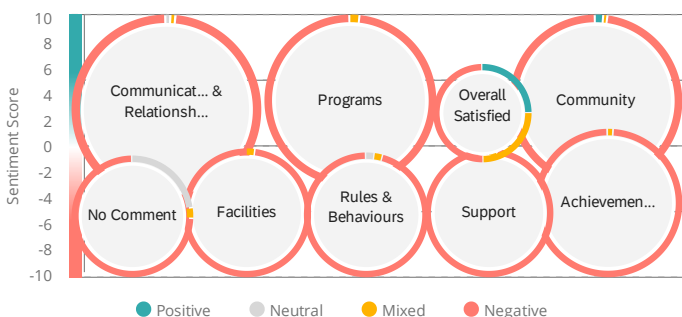 Sentiment Score
10
8
6
4
2
0
-2
-4
-6
-8
-10
Communicat... &
Relationsh...
Programs
Overall
Satisfied
Community
No Comment
Facilities
Rules &
Behaviours
Support
Achievemen...
Positive
Neutral
Mixed
Negative